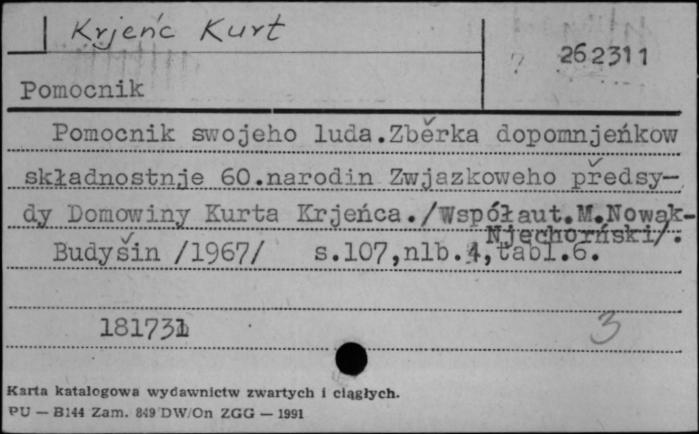 Krjeńc Kurt
262311
Pomocnik
Pomocnik swojeho luda.Zběrka dopomnjeńkow
składnostnje 60.narodin Zwjazkoweho předsy-
dy Domowiny Kurta Krjeńca./Współaut.M.Nowak-
Njechorński/.
Budyšin /1967/ s.107,nlb.4,tabl.6.
181731
3
Karta katalogowa wydawnictw zwartych i ciągłych.
PU — B144 Zam. 849 DW/On ZGG — 1991